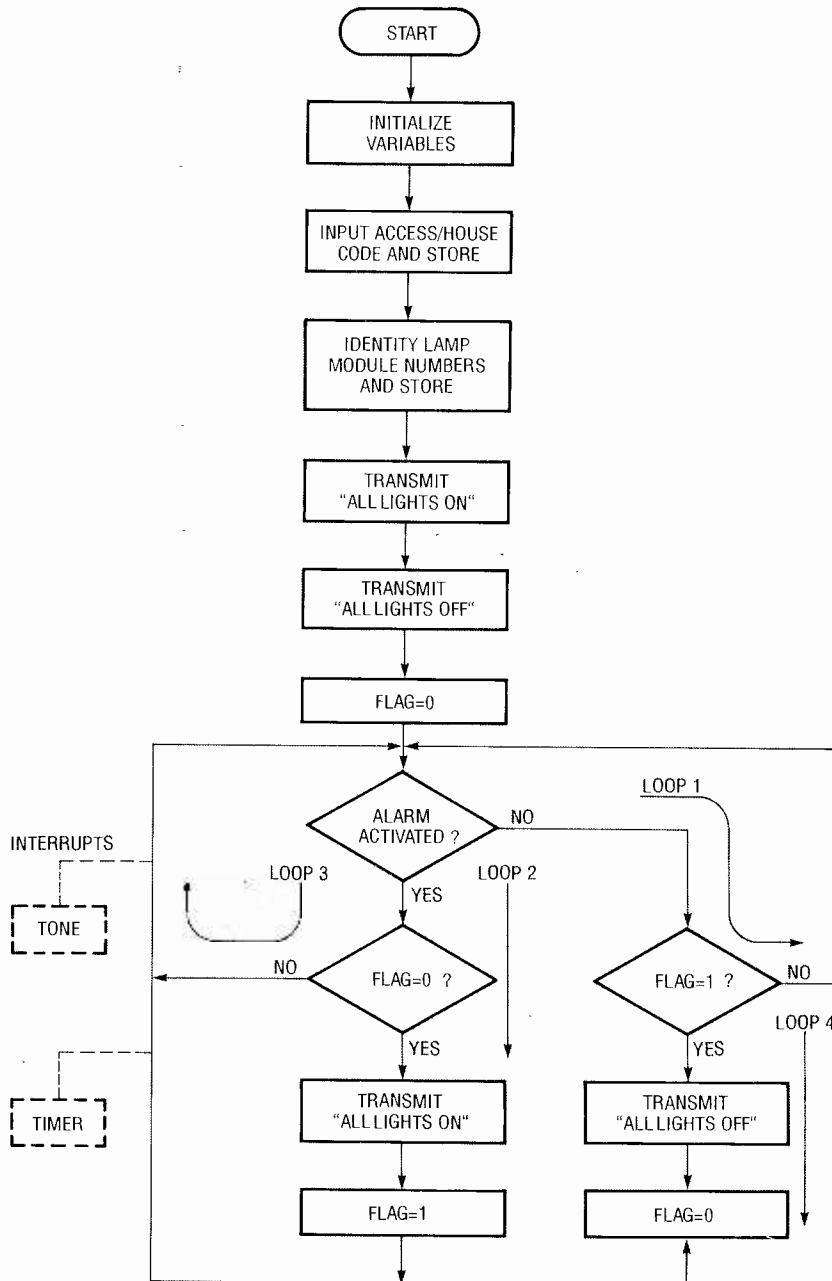 START
INITIALIZE
VARIABLES
INPUT ACCESS/HOUSE
CODE AND STORE
IDENTITY LAMP
MODULE NUMBERS
AND STORE
TRANSMIT
"ALL LIGHTS ON"
TRANSMIT
"ALL LIGHTS OFF"
FLAG=0
ALARM
ACTIVATED ?
NO
LOOP 1
INTERRUPTS
LOOP 3
YES
LOOP 2
TONE
NO
FLAG=0 ?
FLAG=1 ?
NO
LOOP 4
YES
YES
TIMER
TRANSMIT
"ALL LIGHTS ON"
TRANSMIT
"ALL LIGHTS OFF"
FLAG=1
FLAG=0